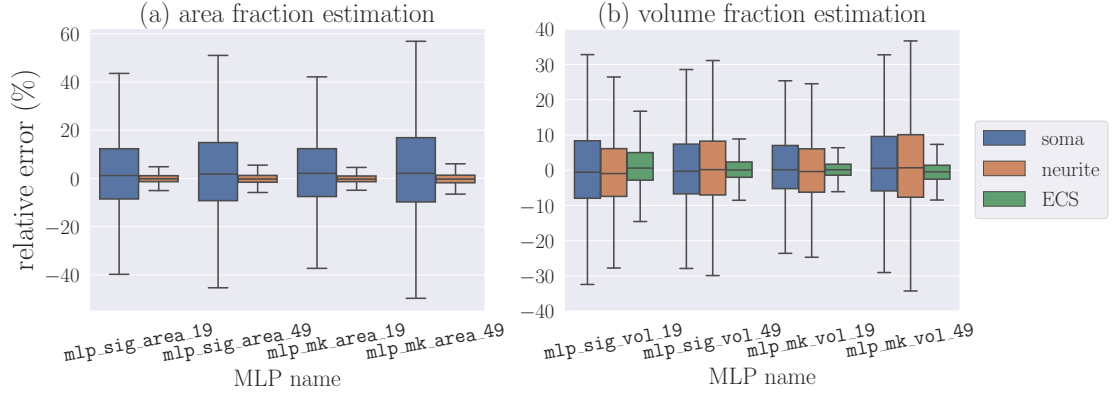 (a) area fraction estimation
60
40
20
0
−20
−40
relative error (%)
mlp_sig_area_19
mlp_sig_area_49
mlp_mk_area_19
mlp_mk_area_49
MLP name
(b) volume fraction estimation
40
30
20
10
0
−10
−20
−30
−40
mlp_sig_vol_19
mlp_sig_vol_49
mlp_mk_vol_19
mlp_mk_vol_49
MLP name
soma
neurite
ECS